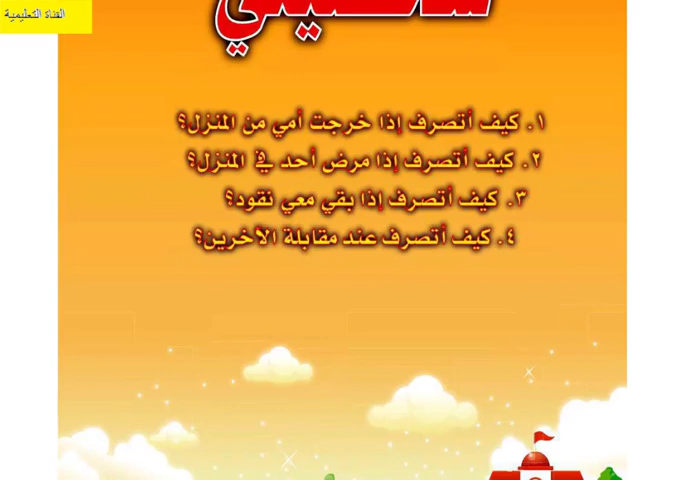 القناة التعليمية
١. كيف أتصرف إذا خرجت أمي من المنزل؟
٢. كيف أتصرف إذا مرض أحد في المنزل؟
٣. كيف أتصرف إذا بقي معي نقود؟
٤. كيف أتصرف عند مقابلة الآخرين؟